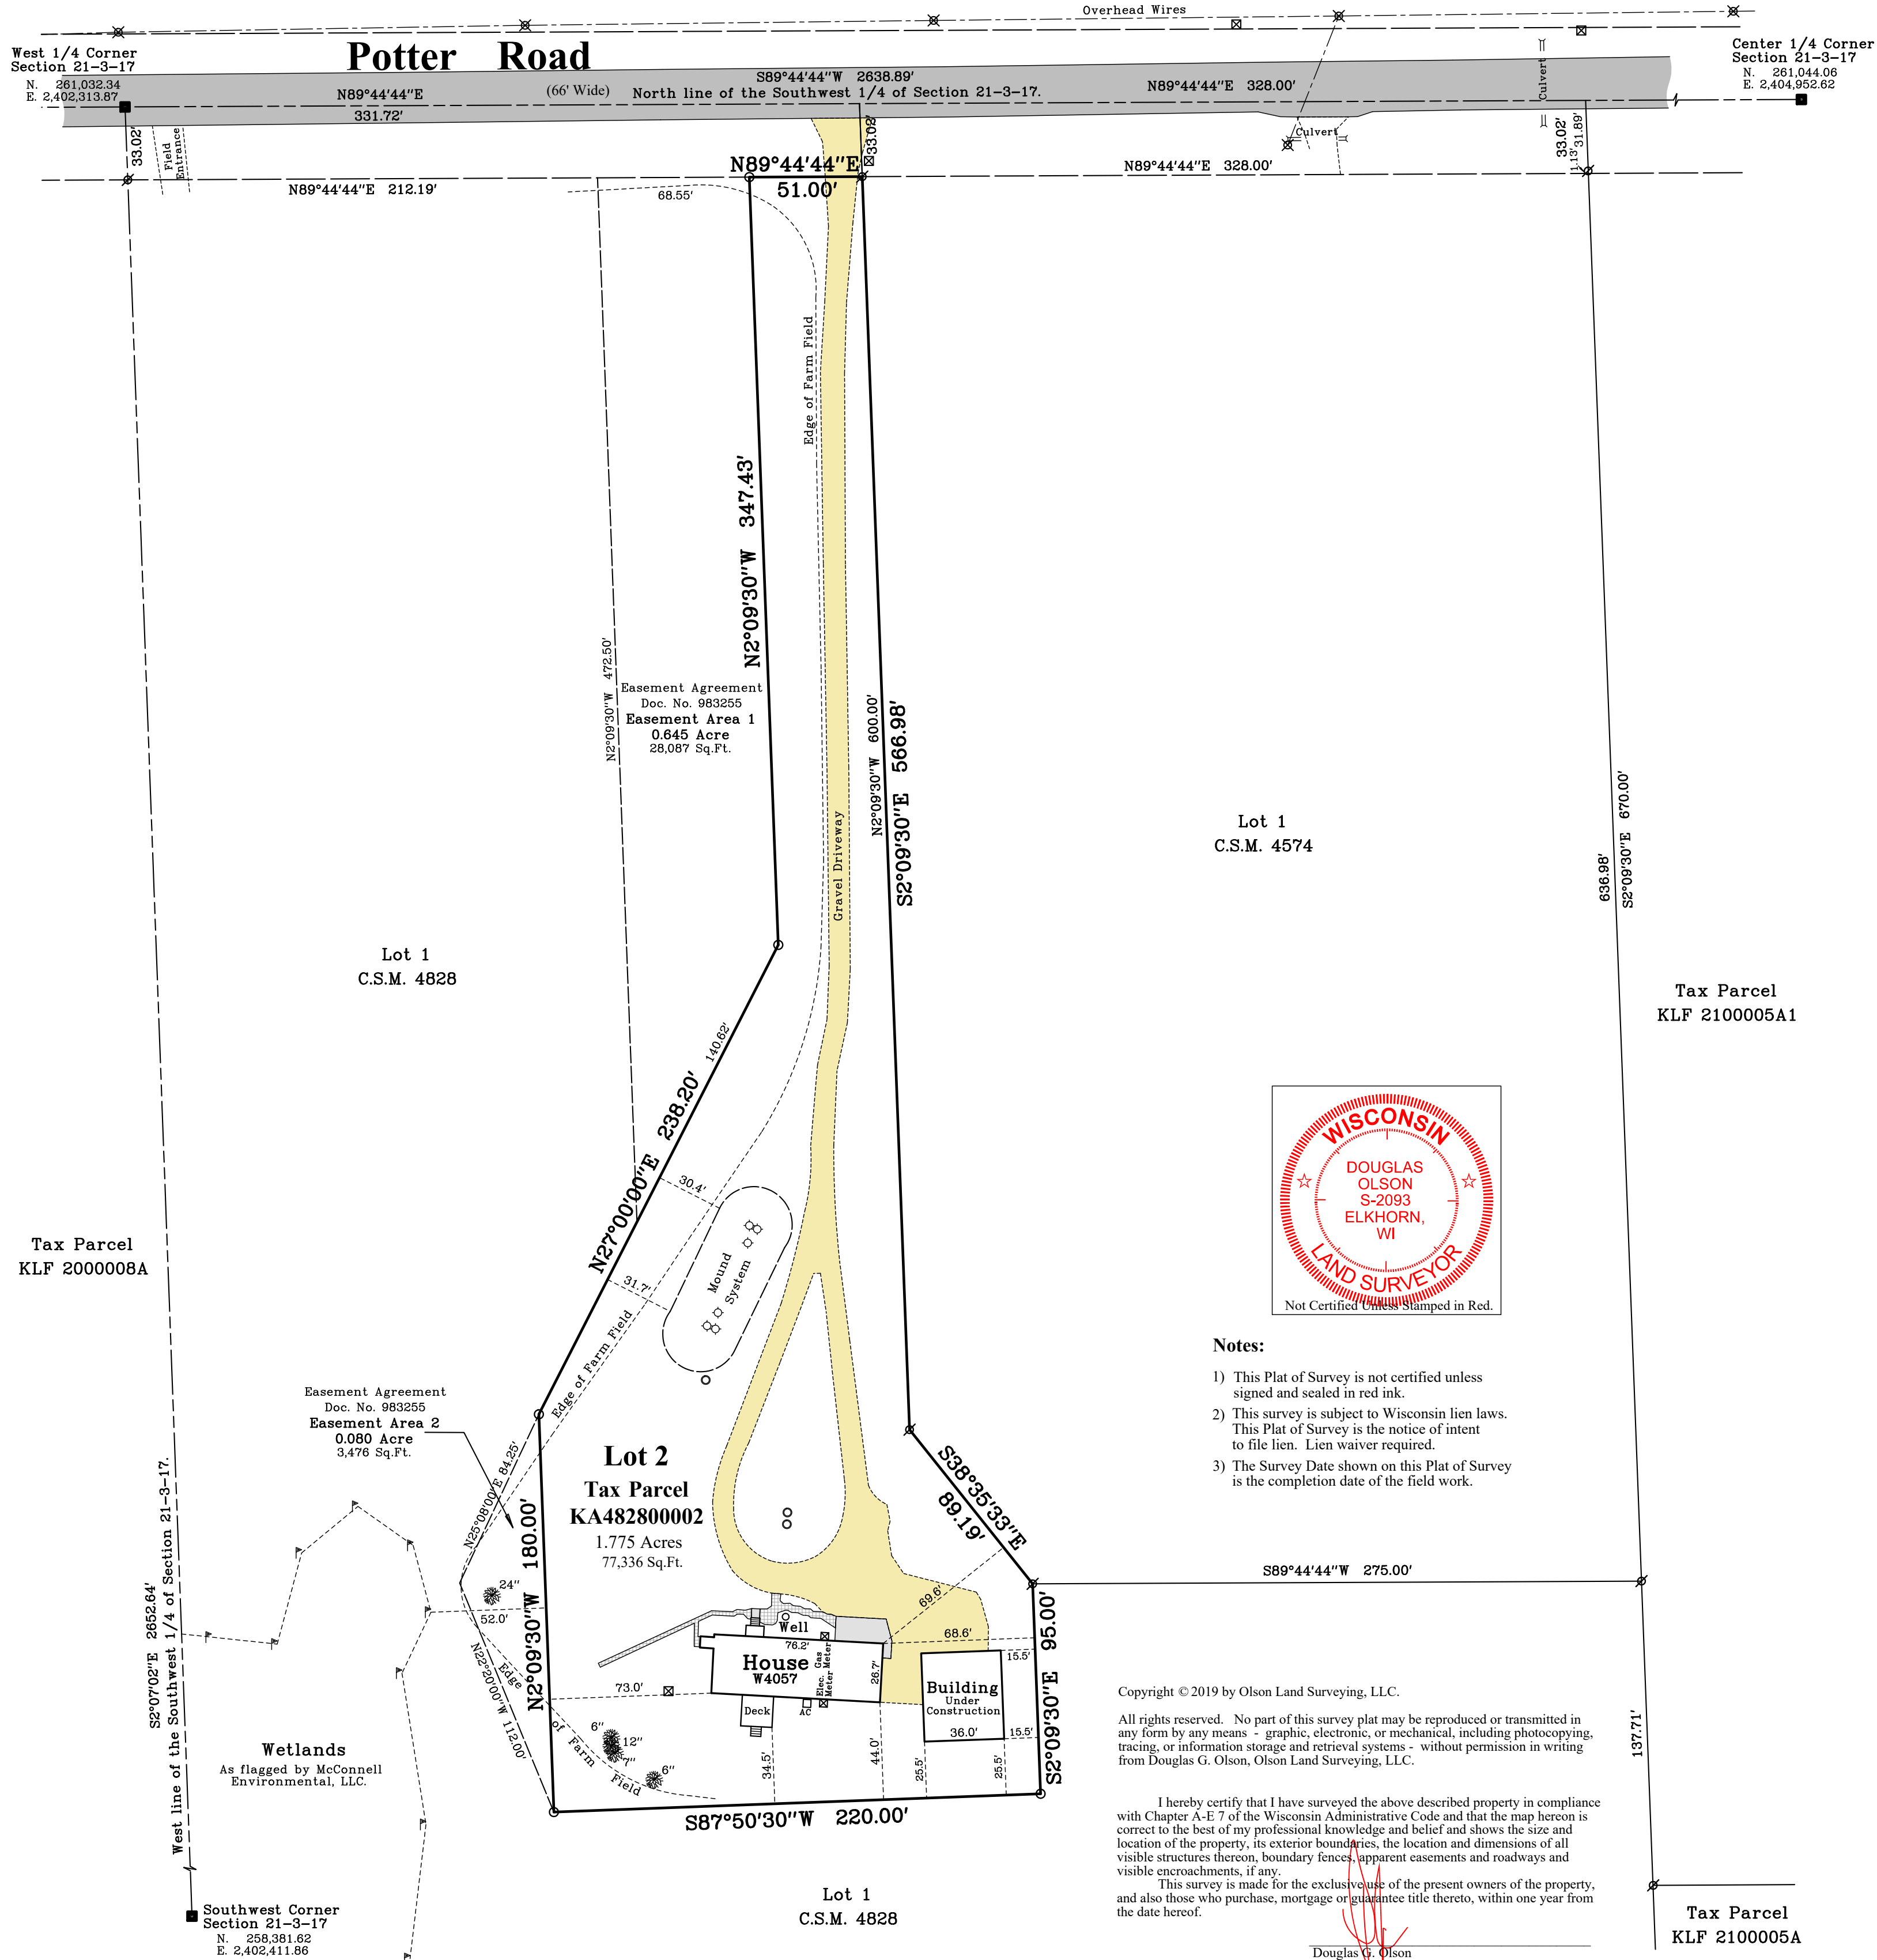 Overhead Wires
Potter Road
West 1/4 Corner
Section 21-3-17
N. 261,032.34
E. 2,402,313.87
Center 1/4 Corner
Section 21-3-17
N. 261,044.06
E. 2,404,952.62
S89°44'44"W 2638.89'
(66' Wide)
North line of the Southwest 1/4 of Section 21-3-17.
N89°44'44"E
331.72'
N89°44'44"E 328.00'
Culvert
Culvert
33.02'
Field
Entrance
33.02'
33.02'
1.13'
31.89'
N89°44'44"E
51.00'
N89°44'44"E 328.00'
N89°44'44"E 212.19'
68.55'
Edge of Farm Field
N2°09'30"W 347.43'
N2°09'30"W 472.50'
Easement Agreement
Doc. No. 983255
Easement Area 1
0.645 Acre
28,087 Sq.Ft.
N2°09'30"W 600.00'
S2°09'30"E 566.98'
Gravel Driveway
Lot 1
C.S.M. 4574
636.98'
S2°09'30"E 670.00'
Lot 1
C.S.M. 4828
Tax Parcel
KLF 2100005A1
140.62'
N27°00'00"E 238.20'
30.4'
31.7'
Mound
System
Edge of Farm Field
WISCONSIN
DOUGLAS
OLSON
S-2093
ELKHORN,
WI
LAND SURVEYOR
Not Certified Unless Stamped in Red.
Tax Parcel
KLF 2000008A
Notes:
1) This Plat of Survey is not certified unless
signed and sealed in red ink.
2) This survey is subject to Wisconsin lien laws.
This Plat of Survey is the notice of intent
to file lien. Lien waiver required.
3) The Survey Date shown on this Plat of Survey
is the completion date of the field work.
Easement Agreement
Doc. No. 983255
Easement Area 2
0.080 Acre
3,476 Sq.Ft.
N25°08'00"E 84.25'
Lot 2
Tax Parcel
KA482800002
1.775 Acres
77,336 Sq.Ft.
S38°35'33"E
89.19'
S89°44'44"W 275.00'
N2°09'30"W 180.00'
S2°07'02"E 2652.64'
West line of the Southwest 1/4 of Section 21-3-17.
24"
52.0'
N22°20'00"W 112.00'
Edge
of
Farm
Field
69.6'
68.6'
S2°09'30"E 95.00'
Well
76.2'
House
W4057
Elec. Meter
Gas Meter
26.7'
Deck
AC
73.0'
15.5'
Building
Under
Construction
36.0'
15.5'
6"
12"
7"
6"
34.5'
44.0'
25.5'
25.5'
S87°50'30"W 220.00'
137.71'
Wetlands
As flagged by McConnell
Environmental, LLC.
Copyright © 2019 by Olson Land Surveying, LLC.
All rights reserved. No part of this survey plat may be reproduced or transmitted in
any form by any means - graphic, electronic, or mechanical, including photocopying,
tracing, or information storage and retrieval systems - without permission in writing
from Douglas G. Olson, Olson Land Surveying, LLC.
I hereby certify that I have surveyed the above described property in compliance
with Chapter A-E 7 of the Wisconsin Administrative Code and that the map hereon is
correct to the best of my professional knowledge and belief and shows the size and
location of the property, its exterior boundaries, the location and dimensions of all
visible structures thereon, boundary fences, apparent easements and roadways and
visible encroachments, if any.
This survey is made for the exclusive use of the present owners of the property,
and also those who purchase, mortgage or guarantee title thereto, within one year from
the date hereof.
Douglas G. Olson
Lot 1
C.S.M. 4828
Southwest Corner
Section 21-3-17
N. 258,381.62
E. 2,402,411.86
Tax Parcel
KLF 2100005A